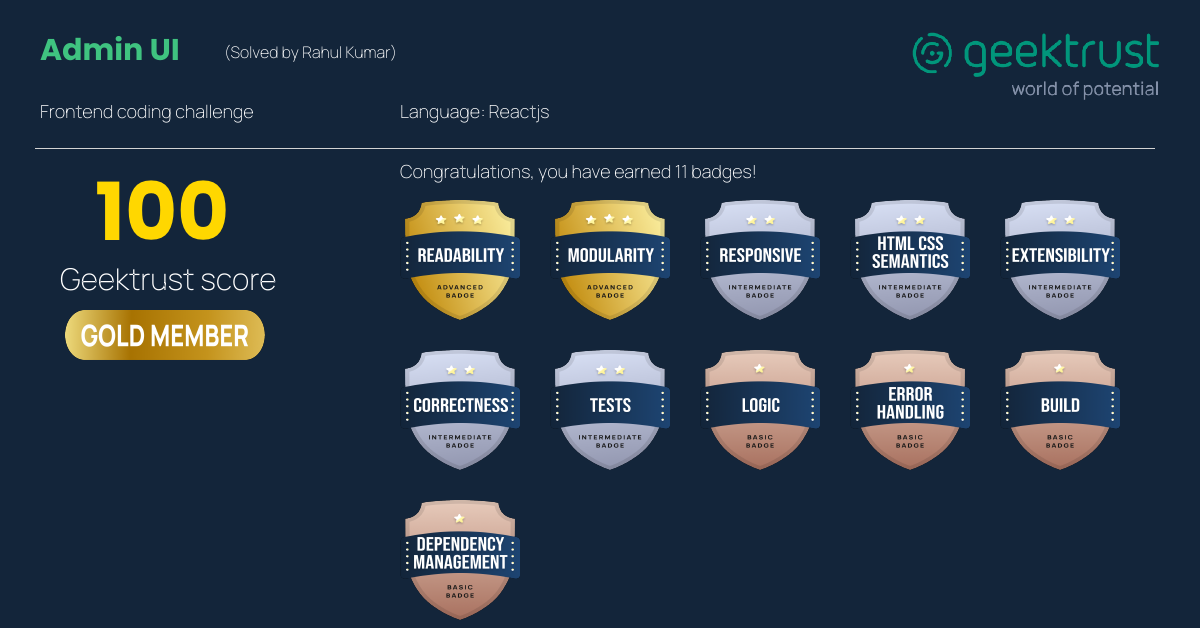 Admin UI (Solved by Rahul Kumar)
geektrust
world of potential
Frontend coding challenge
Language: Reactjs
100
Geektrust score
GOLD MEMBER
Congratulations, you have earned 11 badges!
READABILITY
ADVANCED
BADGE
MODULARITY
ADVANCED
BADGE
RESPONSIVE
INTERMEDIATE
BADGE
HTML CSS
SEMANTICS
INTERMEDIATE
BADGE
EXTENSIBILITY
INTERMEDIATE
BADGE
CORRECTNESS
INTERMEDIATE
BADGE
TESTS
INTERMEDIATE
BADGE
LOGIC
BASIC
BADGE
ERROR
HANDLING
BASIC
BADGE
BUILD
BASIC
BADGE
DEPENDENCY
MANAGEMENT
BASIC
BADGE